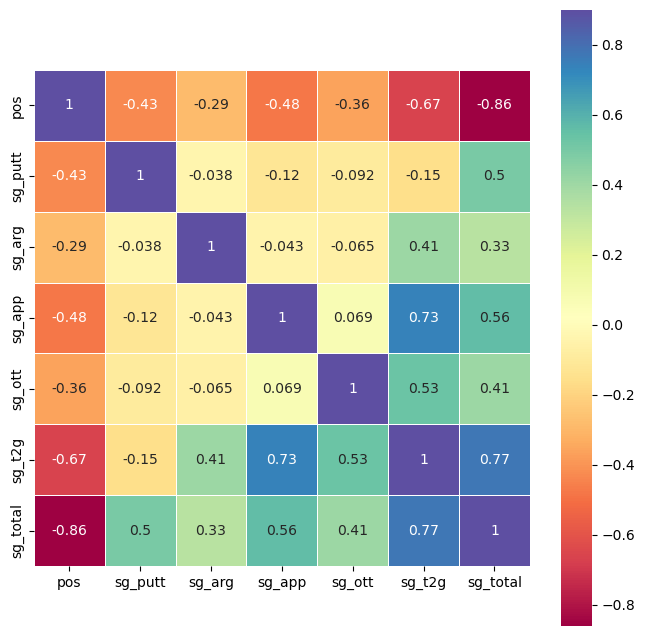 pos 1 -0.43 -0.29 -0.48 -0.36 -0.67 -0.86
sg_putt -0.43 1 -0.038 -0.12 -0.092 -0.15 0.5
sg_arg -0.29 -0.038 1 -0.043 -0.065 0.41 0.33
sg_app -0.48 -0.12 -0.043 1 0.069 0.73 0.56
sg_ott -0.36 -0.092 -0.065 0.069 1 0.53 0.41
sg_t2g -0.67 -0.15 0.41 0.73 0.53 1 0.77
sg_total -0.86 0.5 0.33 0.56 0.41 0.77 1
pos sg_putt sg_arg sg_app sg_ott sg_t2g sg_total
0.8
0.6
0.4
0.2
0.0
−0.2
−0.4
−0.6
−0.8